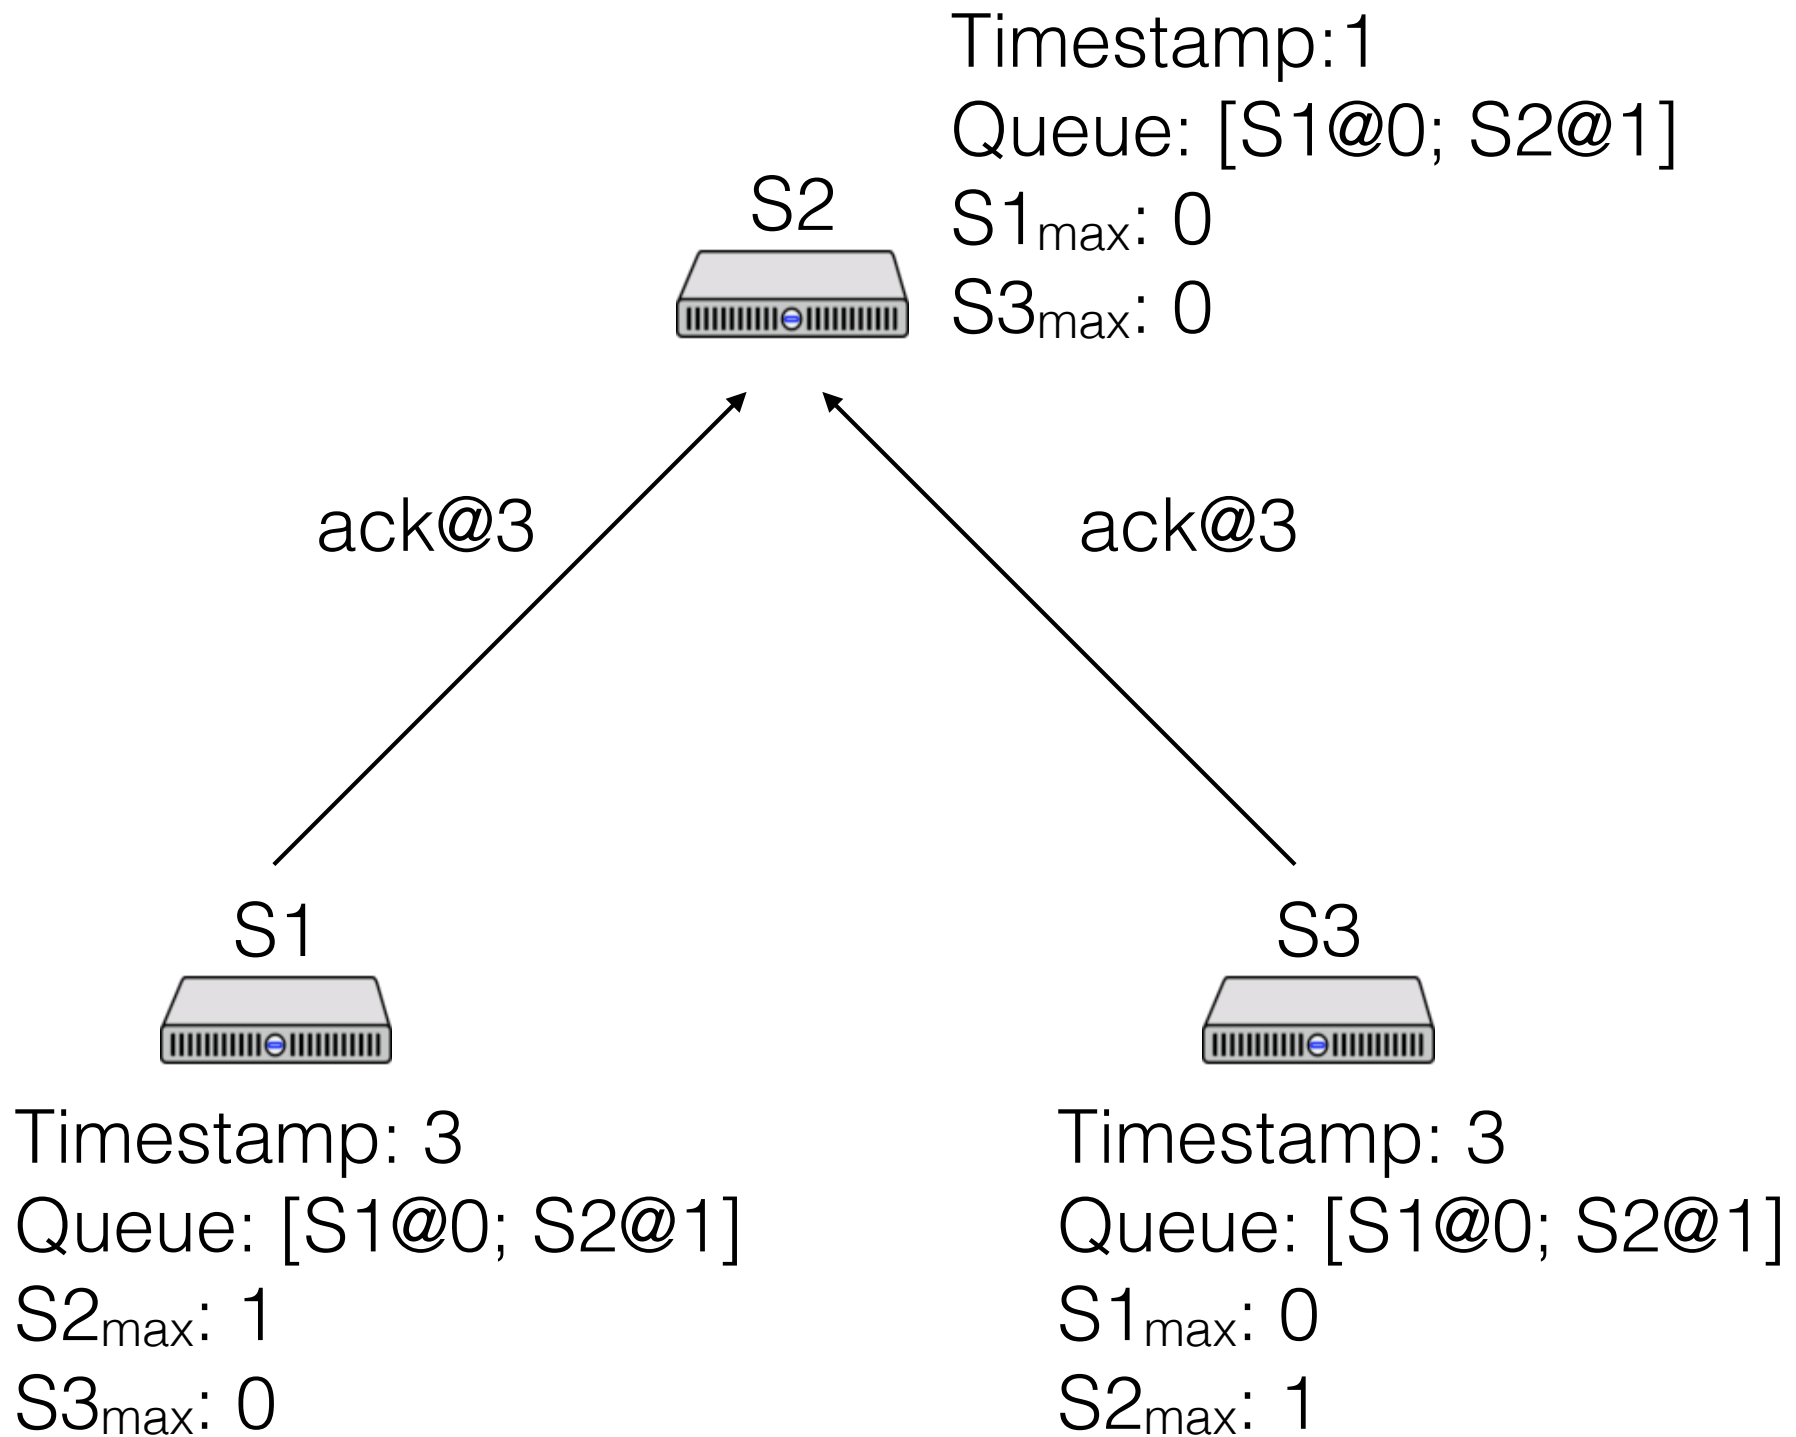 Timestamp:1
Queue: [S1@0; S2@1]
S1max: 0
S3max: 0
S2
ack@3
ack@3
S1
Timestamp: 3
Queue: [S1@0; S2@1]
S2max: 1
S3max: 0
S3
Timestamp: 3
Queue: [S1@0; S2@1]
S1max: 0
S2max: 1